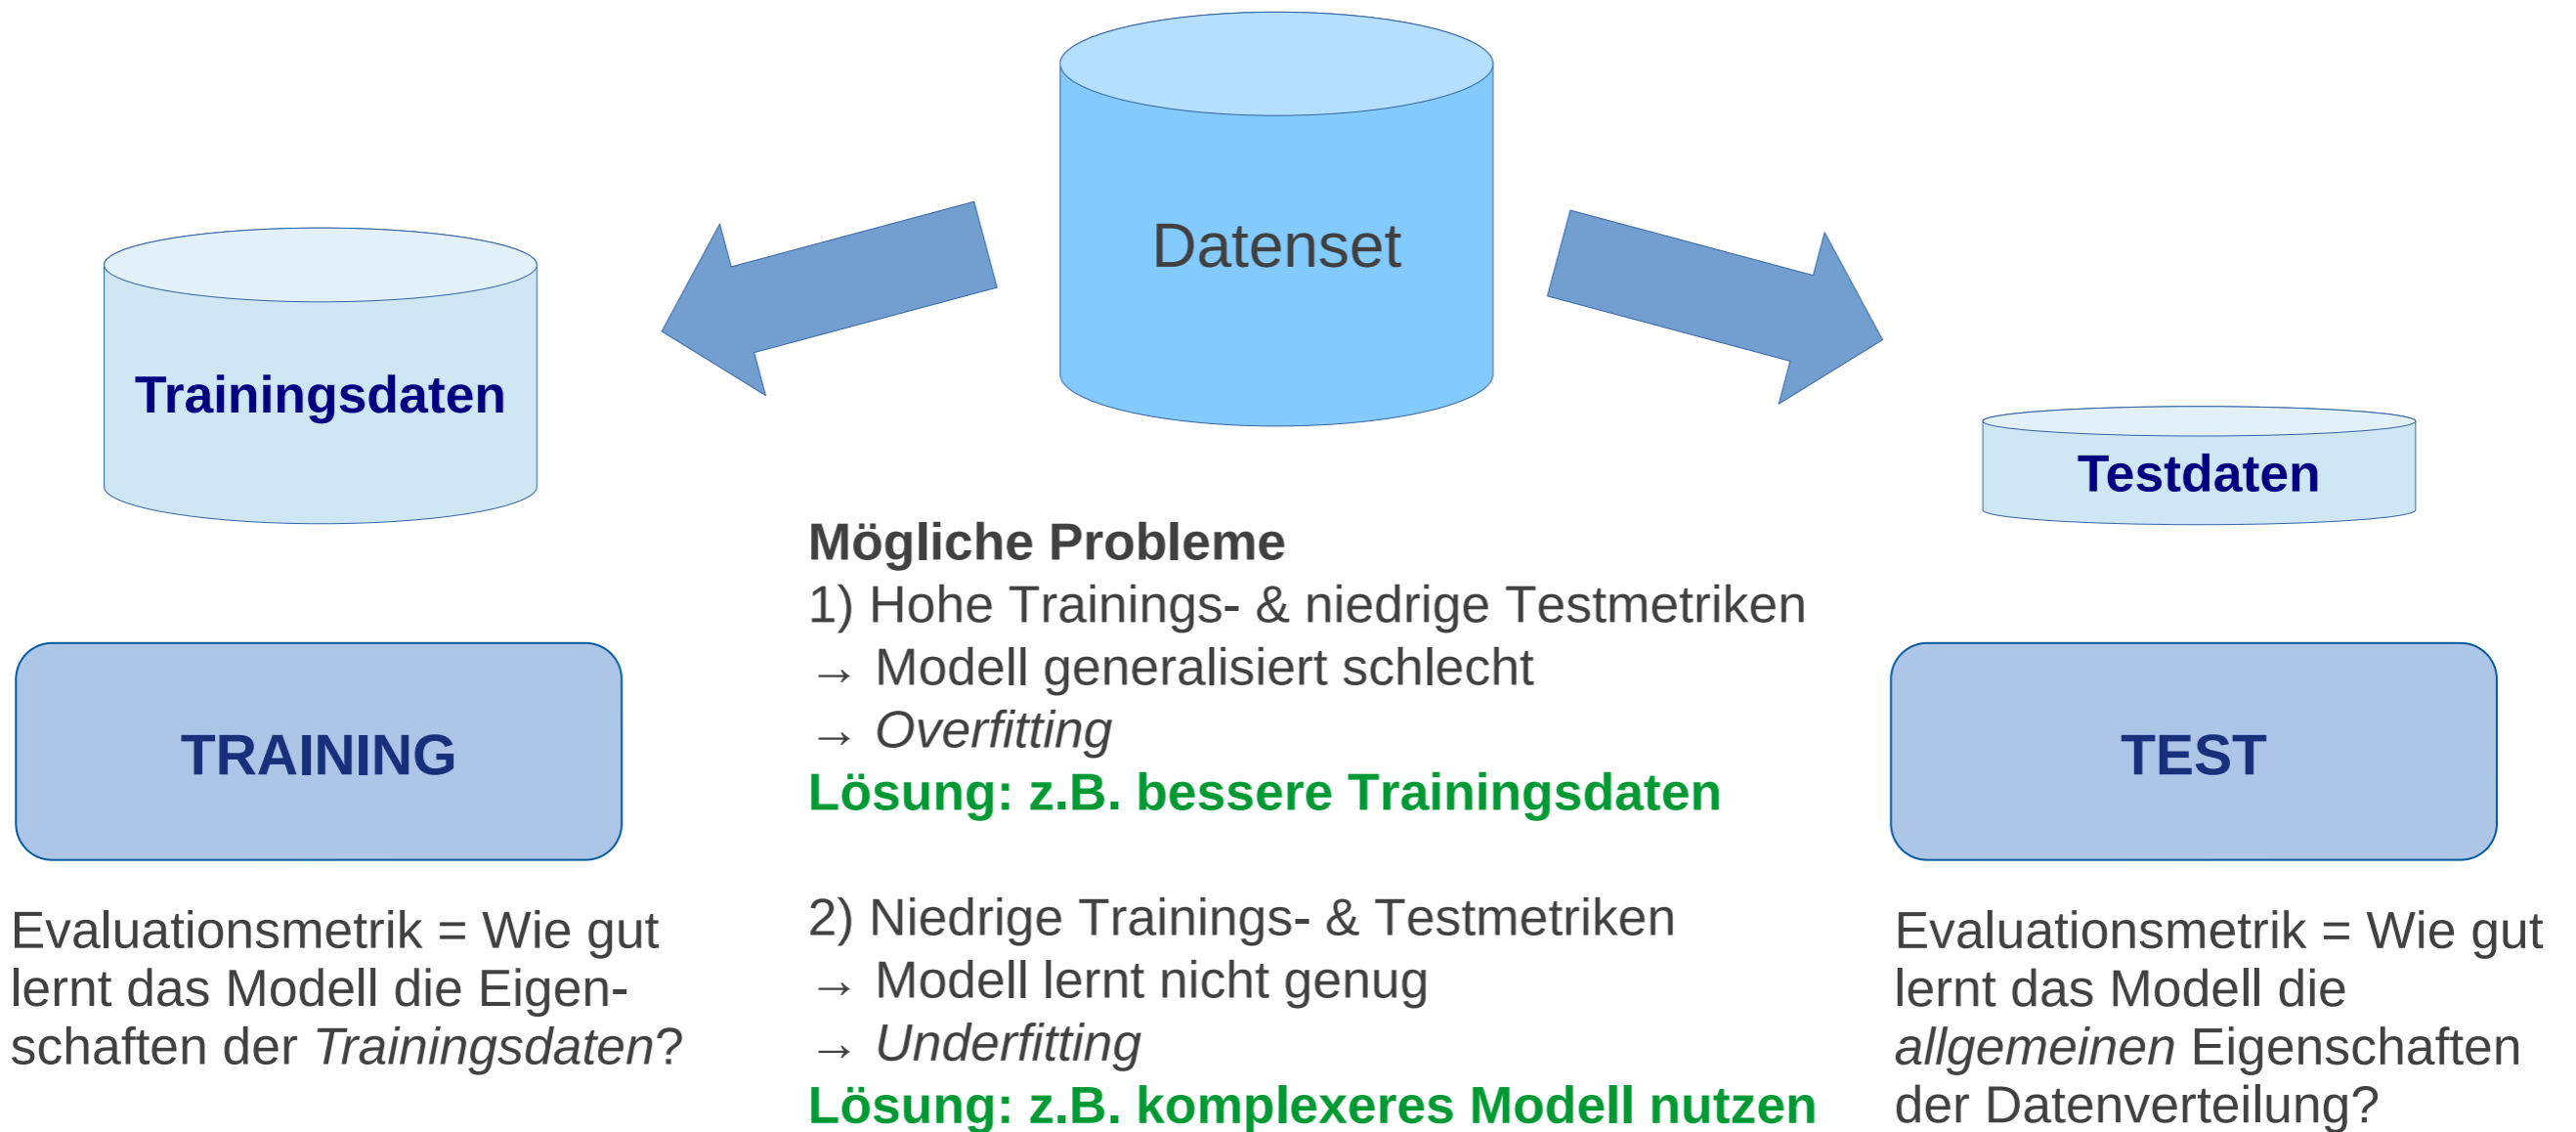 Datenset
Trainingsdaten
Testdaten
TRAINING
Evaluationsmetrik = Wie gut
lernt das Modell die Eigen-
schaften der Trainingsdaten?
Mögliche Probleme
1) Hohe Trainings- & niedrige Testmetriken
→ Modell generalisiert schlecht
→ Overfitting
Lösung: z.B. bessere Trainingsdaten
2) Niedrige Trainings- & Testmetriken
→ Modell lernt nicht genug
→ Underfitting
Lösung: z.B. komplexeres Modell nutzen
TEST
Evaluationsmetrik = Wie gut
lernt das Modell die
allgemeinen Eigenschaften
der Datenverteilung?